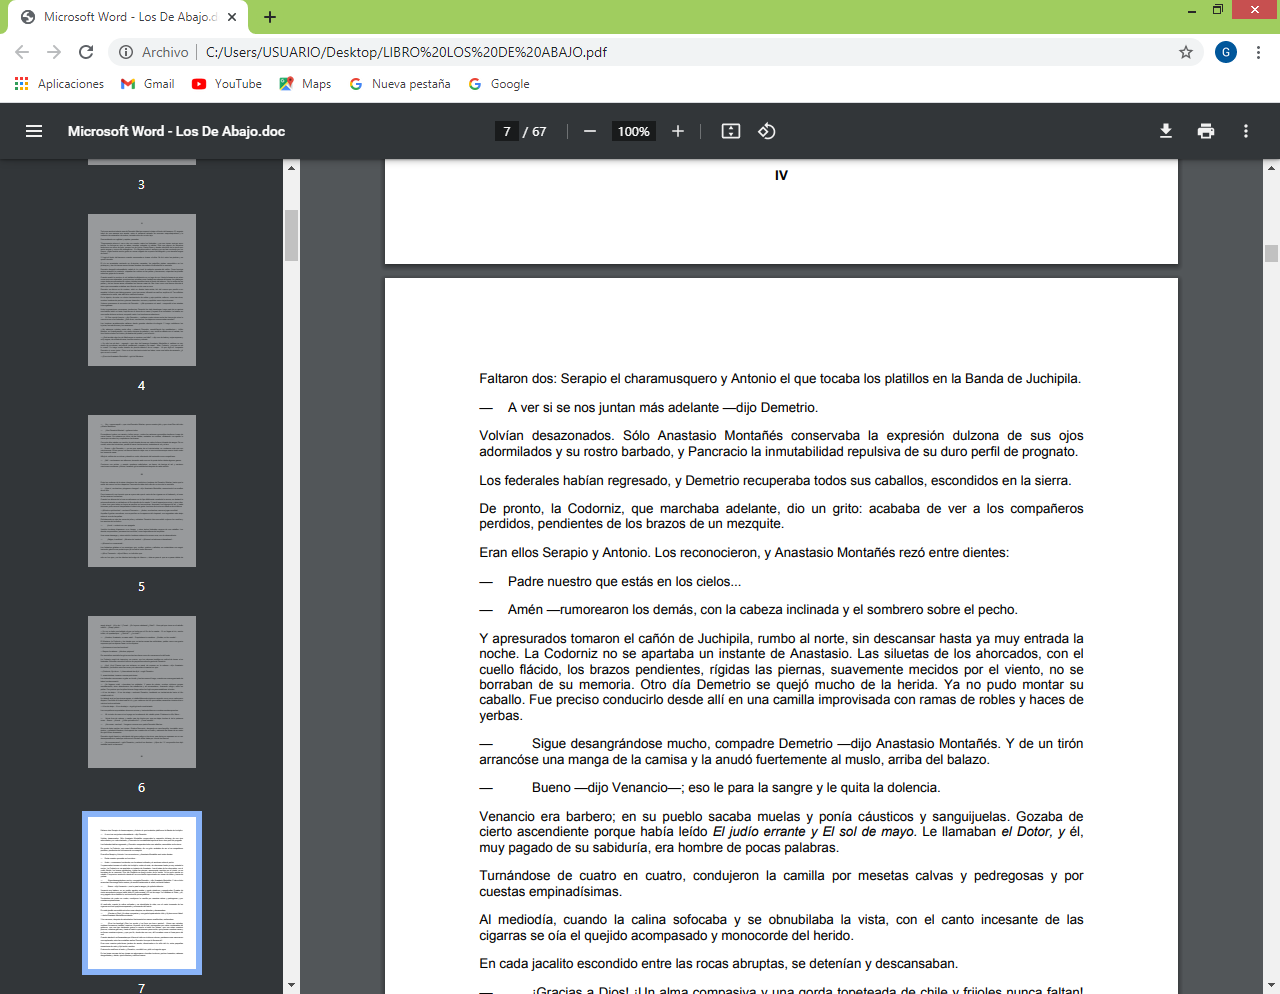 Microsoft Word - Los De Abajo.d
Archivo C:/Users/USUARIO/Desktop/LIBRO%20LOS%20DE%20ABAJO.pdf
G
Aplicaciones Gmail YouTube Maps Nueva pestaña Google
Microsoft Word - Los De Abajo.doc
7 / 67
100%
3
4
5
6
7
IV
Faltaron dos: Serapio el charamusquero y Antonio el que tocaba los platillos en la Banda de Juchipila.
— A ver si se nos juntan más adelante —dijo Demetrio.
Volvían desazonados. Sólo Anastasio Montañés conservaba la expresión dulzona de sus ojos
adormilados y su rostro barbado, y Pancracio la inmutabilidad repulsiva de su duro perfil de prognato.
Los federales habían regresado, y Demetrio recuperaba todos sus caballos, escondidos en la sierra.
De pronto, la Codorniz, que marchaba adelante, dio un grito: acababa de ver a los compañeros
perdidos, pendientes de los brazos de un mezquite.
Eran ellos Serapio y Antonio. Los reconocieron, y Anastasio Montañés rezó entre dientes:
— Padre nuestro que estás en los cielos...
— Amén —rumorearon los demás, con la cabeza inclinada y el sombrero sobre el pecho.
Y apresurados tomaron el cañón de Juchipila, rumbo al norte, sin descansar hasta ya muy entrada la
noche. La Codorniz no se apartaba un instante de Anastasio. Las siluetas de los ahorcados, con el
cuello flácido, los brazos pendientes, rígidas las piernas, suavemente mecidos por el viento, no se
borraban de su memoria. Otro día Demetrio se quejó mucho de la herida. Ya no pudo montar su
caballo. Fue preciso conducirlo desde allí en una camilla improvisada con ramas de robles y haces de
yerbas.
— Sigue desangrándose mucho, compadre Demetrio —dijo Anastasio Montañés. Y de un tirón
arrancóse una manga de la camisa y la anudó fuertemente al muslo, arriba del balazo.
— Bueno —dijo Venancio—; eso le para la sangre y le quita la dolencia.
Venancio era barbero; en su pueblo sacaba muelas y ponía cáusticos y sanguijuelas. Gozaba de
cierto ascendiente porque había leído El judío errante y El sol de mayo. Le llamaban el Dotor, y él,
muy pagado de su sabiduría, era hombre de pocas palabras.
Turnándose de cuatro en cuatro, condujeron la camilla por mesetas calvas y pedregosas y por
cuestas empinadísimas.
Al mediodía, cuando la calina sofocaba y se obnubilaba la vista, con el canto incesante de las
cigarras se oía el quejido acompasado y monocorde del herido.
En cada jacalito escondido entre las rocas abruptas, se detenían y descansaban.
— ¡Gracias a Dios! ¡Un alma compasiva y una gorda topeteada de chile y frijoles nunca faltan!